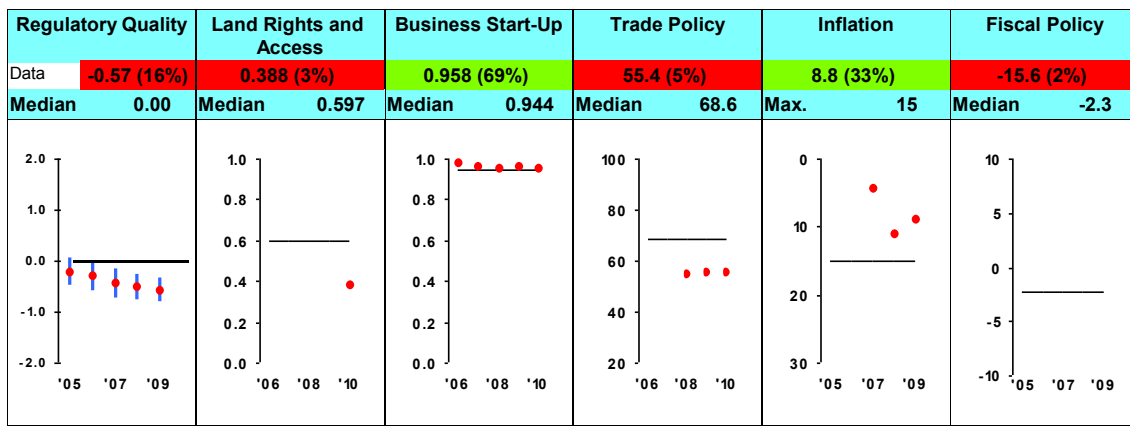 Regulatory Quality
Land Rights and
Access
Business Start-Up
Trade Policy
Inflation
Fiscal Policy
Data -0.57 (16%)
0.388 (3%)
0.958 (69%)
55.4 (5%)
8.8 (33%)
-15.6 (2%)
Median 0.00
Median 0.597
Median 0.944
Median 68.6
Max. 15
Median -2.3
2.0
1.0
0.0
-1.0
-2.0
'05 '07 '09
1.0
0.8
0.6
0.4
0.2
0.0
'06 '08 '10
1.0
0.8
0.6
0.4
0.2
0.0
'06 '08 '10
100
80
60
40
20
'06 '08 '10
0
10
20
30
'05 '07 '09
10
5
0
-5
-10
'05 '07 '09